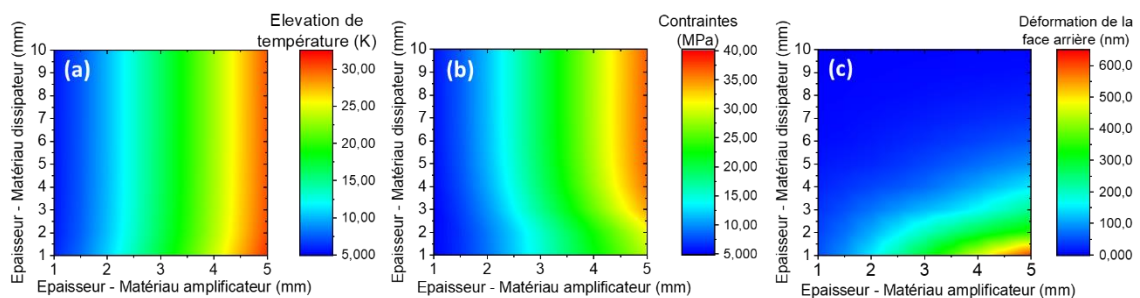 Elevation de
température (K)
Contraintes
(MPa)
Déformation de la
face arrière (nm)
Epaisseur - Matériau dissipateur (mm)
10
9
8
7
6
5
4
3
2
1
(a)
1 2 3 4 5
Epaisseur - Matériau amplificateur (mm)
30,00
25,00
20,00
15,00
10,00
5,000
Epaisseur - Matériau dissipateur (mm)
10
9
8
7
6
5
4
3
2
1
(b)
1 2 3 4 5
Epaisseur - Matériau amplificateur (mm)
40,00
35,00
30,00
25,00
20,00
15,00
10,00
5,000
Epaisseur - Matériau dissipateur (mm)
10
9
8
7
6
5
4
3
2
1
(c)
1 2 3 4 5
Epaisseur - Matériau amplificateur (mm)
600,0
500,0
400,0
300,0
200,0
100,0
0,000